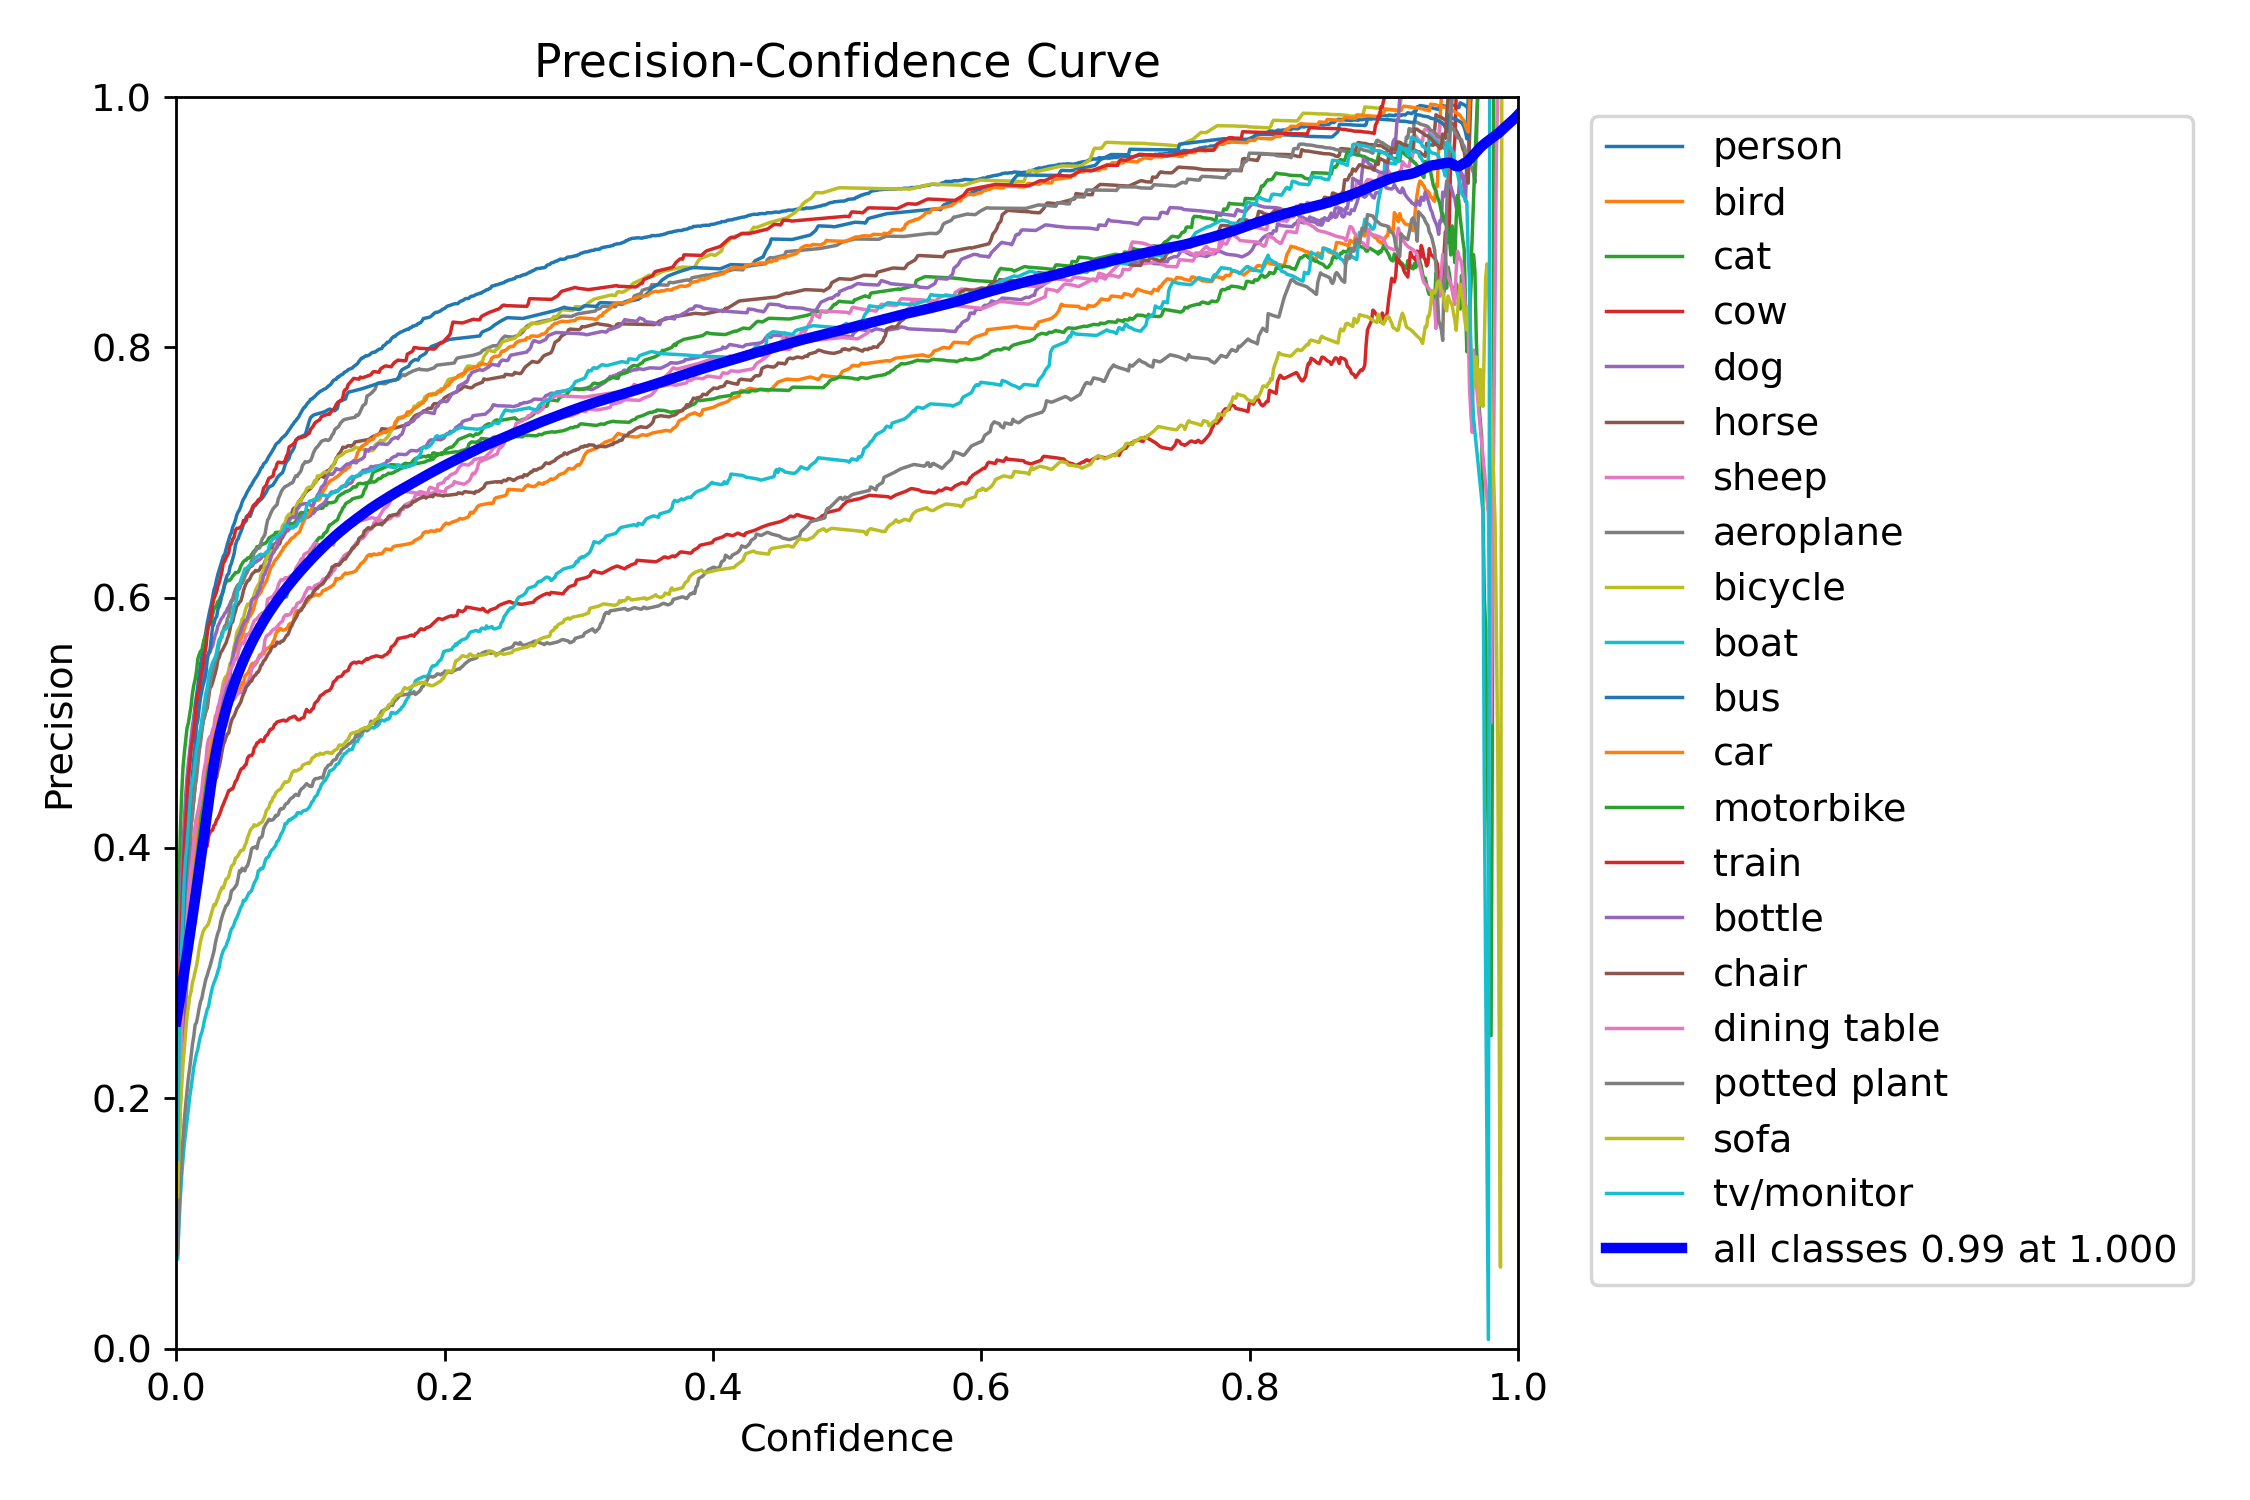 Precision-Confidence Curve
1.0
0.8
0.6
0.4
0.2
0.0
Precision
0.0 0.2 0.4 0.6 0.8 1.0
Confidence
person
bird
cat
cow
dog
horse
sheep
aeroplane
bicycle
boat
bus
car
motorbike
train
bottle
chair
dining table
potted plant
sofa
tv/monitor
all classes 0.99 at 1.000